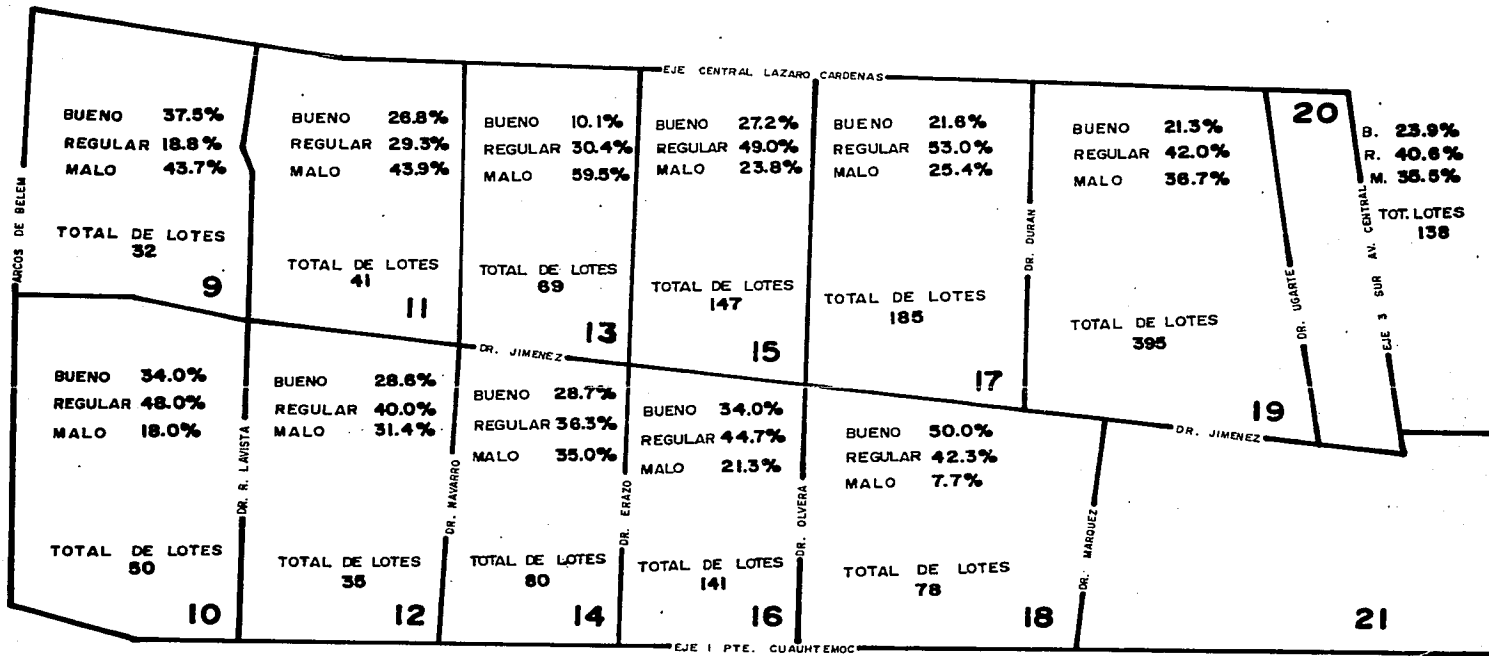 EJE CENTRAL LAZARO CARDENAS
ARCOS DE BELEM
BUENO 37.5%
REGULAR 18.8%
MALO 43.7%
TOTAL DE LOTES
32
9
BUENO 26.8%
REGULAR 29.3%
MALO 43.9%
TOTAL DE LOTES
41
11
BUENO 10.1%
REGULAR 30.4%
MALO 59.5%
TOTAL DE LOTES
69
13
BUENO 27.2%
REGULAR 49.0%
MALO 23.8%
TOTAL DE LOTES
147
15
BUENO 21.6%
REGULAR 53.0%
MALO 25.4%
TOTAL DE LOTES
185
17
DR. DURAN
BUENO 21.3%
REGULAR 42.0%
MALO 36.7%
TOTAL DE LOTES
395
19
DR. UGARTE
20
EJE 3 SUR AV. CENTRAL
B. 23.9%
R. 40.6%
M. 35.5%
TOT. LOTES
138
DR. JIMENEZ
DR. JIMENEZ
BUENO 34.0%
REGULAR 48.0%
MALO 18.0%
TOTAL DE LOTES
50
10
DR. R. LAVISTA
BUENO 28.6%
REGULAR 40.0%
MALO 31.4%
TOTAL DE LOTES
35
12
DR. NAVARRO
BUENO 28.7%
REGULAR 36.3%
MALO 35.0%
TOTAL DE LOTES
80
14
DR. ERAZO
BUENO 34.0%
REGULAR 44.7%
MALO 21.3%
TOTAL DE LOTES
141
16
DR. OLVERA
BUENO 50.0%
REGULAR 42.3%
MALO 7.7%
TOTAL DE LOTES
78
18
DR. MARQUEZ
21
EJE 1 PTE. CUAUHTEMOC